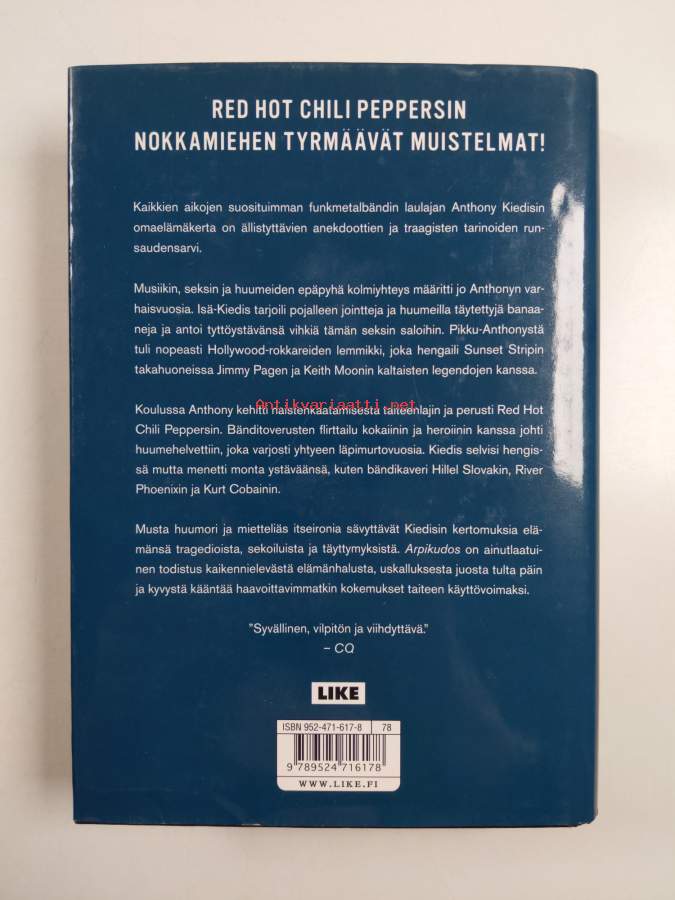 RED HOT CHILI PEPPERSIN
NOKKAMIEHEN TYRMÄÄVÄT MUISTELMAT!
Kaikkien aikojen suosituimman funkmetalbändin laulajan Anthony Kiedisin
omaelämäkerta on ällistyttävien anekdoottien ja traagisten tarinoiden run-
saudensarvi.
Musiikin, seksin ja huumeiden epäpyhä kolmiyhteys määritti jo Anthonyn var-
haisvuosia. Isä-Kiedis tarjoili pojalleen jointteja ja huumeilla täytettyjä banaa-
neja ja antoi tyttöystävänsä vihkiä tämän seksin saloihin. Pikku-Anthonystä
tuli nopeasti Hollywood-rokkareiden lemmikki, joka hengaili Sunset Stripin
takahuoneissa Jimmy Pagen ja Keith Moonin kaltaisten legendojen kanssa.
Antikvariaatti.net
Koulussa Anthony kehitti naistenkaatamisesta taiteenlajin ja perusti Red Hot
Chili Peppersin. Bänditoverusten flirttailu kokaiinin ja heroiinin kanssa johti
huumehelvettiin, joka varjosti yhtyeen läpimurtovuosia. Kiedis selvisi hengis-
sä mutta menetti monta ystäväänsä, kuten bändikaveri Hillel Slovakin, River
Phoenixin ja Kurt Cobainin.
Musta huumori ja mietteliäs itseironia sävyttävät Kiedisin kertomuksia elä-
mänsä tragedioista, sekoiluista ja täyttymyksistä. Arpikudos on ainutlaatui-
nen todistus kaikennielevästä elämänhalusta, uskalluksesta juosta tulta päin
ja kyvystä kääntää haavoittavimmatkin kokemukset taiteen käyttövoimaksi.
"Syvällinen, vilpitön ja viihdyttävä."
– CQ
LIKE
ISBN 952-471-617-8 78
9 789524 716178
WWW.LIKE.FI